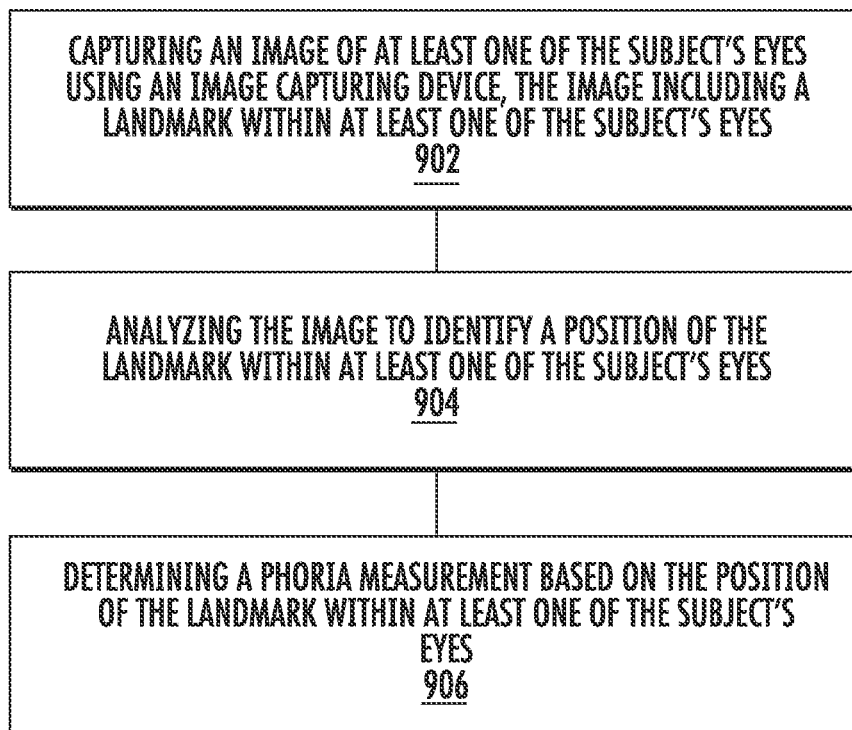 CAPTURING AN IMAGE OF AT LEAST ONE OF THE SUBJECT'S EYES
USING AN IMAGE CAPTURING DEVICE, THE IMAGE INCLUDING A
LANDMARK WITHIN AT LEAST ONE OF THE SUBJECT'S EYES
902
ANALYZING THE IMAGE TO IDENTIFY A POSITION OF THE
LANDMARK WITHIN AT LEAST ONE OF THE SUBJECT'S EYES
904
DETERMINING A PHORIA MEASUREMENT BASED ON THE POSITION
OF THE LANDMARK WITHIN AT LEAST ONE OF THE SUBJECT'S
EYES
906